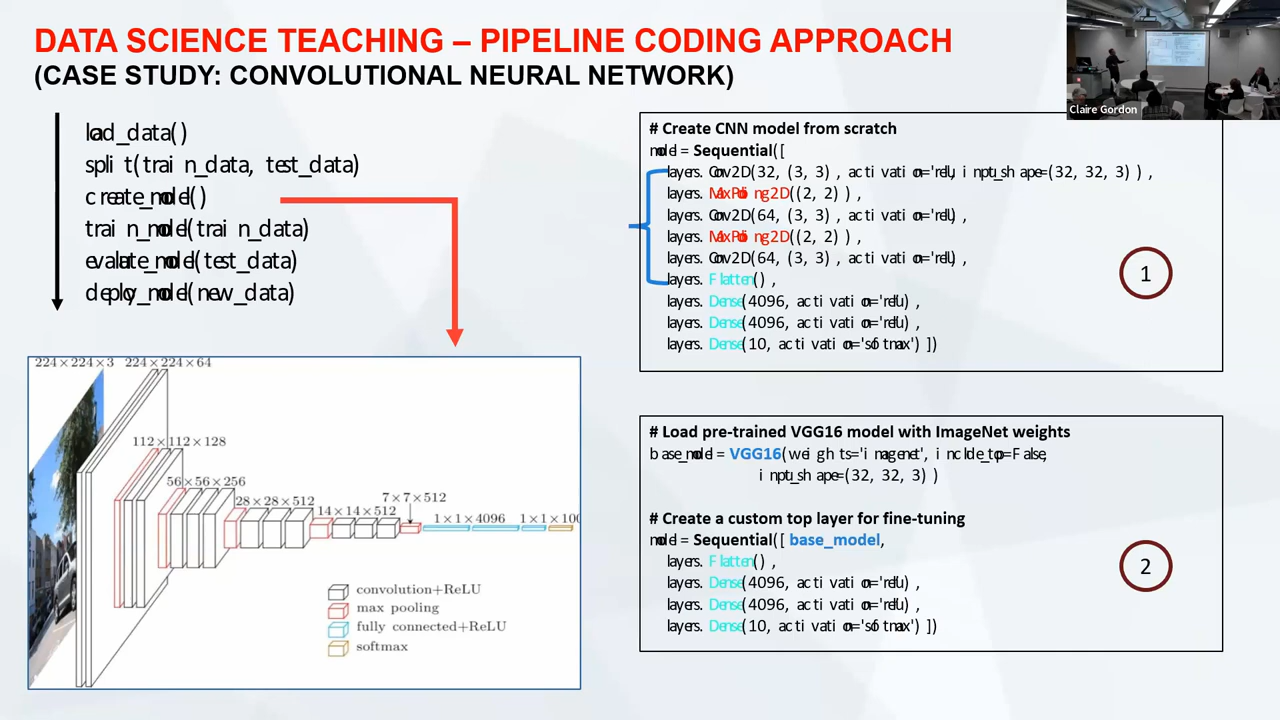 DATA SCIENCE TEACHING – PIPELINE CODING APPROACH
(CASE STUDY: CONVOLUTIONAL NEURAL NETWORK)
Claire Gordon
load_data()
split(train_data, test_data)
create_model()
train_model(train_data)
evaluate_model(test_data)
deploy_model(new_data)
224×224×3 224×224×64
112×112×128
56×56×256
28×28×512
14×14×512
7×7×512
1×1×4096
1×1×100
convolution+ReLU
max pooling
fully connected+ReLU
softmax
# Create CNN model from scratch
model = Sequential([
layers.Conv2D(32, (3, 3), activation='relu', input_shape=(32, 32, 3)),
layers.MaxPooling2D((2, 2)),
layers.Conv2D(64, (3, 3), activation='relu'),
layers.MaxPooling2D((2, 2)),
layers.Conv2D(64, (3, 3), activation='relu'),
layers.Flatten(),
layers.Dense(4096, activation='relu'),
layers.Dense(4096, activation='relu'),
layers.Dense(10, activation='softmax')])
1
# Load pre-trained VGG16 model with ImageNet weights
base_model = VGG16(weights='imagenet', include_top=False,
input_shape=(32, 32, 3))
# Create a custom top layer for fine-tuning
model = Sequential([base_model,
layers.Flatten(),
layers.Dense(4096, activation='relu'),
layers.Dense(4096, activation='relu'),
layers.Dense(10, activation='softmax')])
2